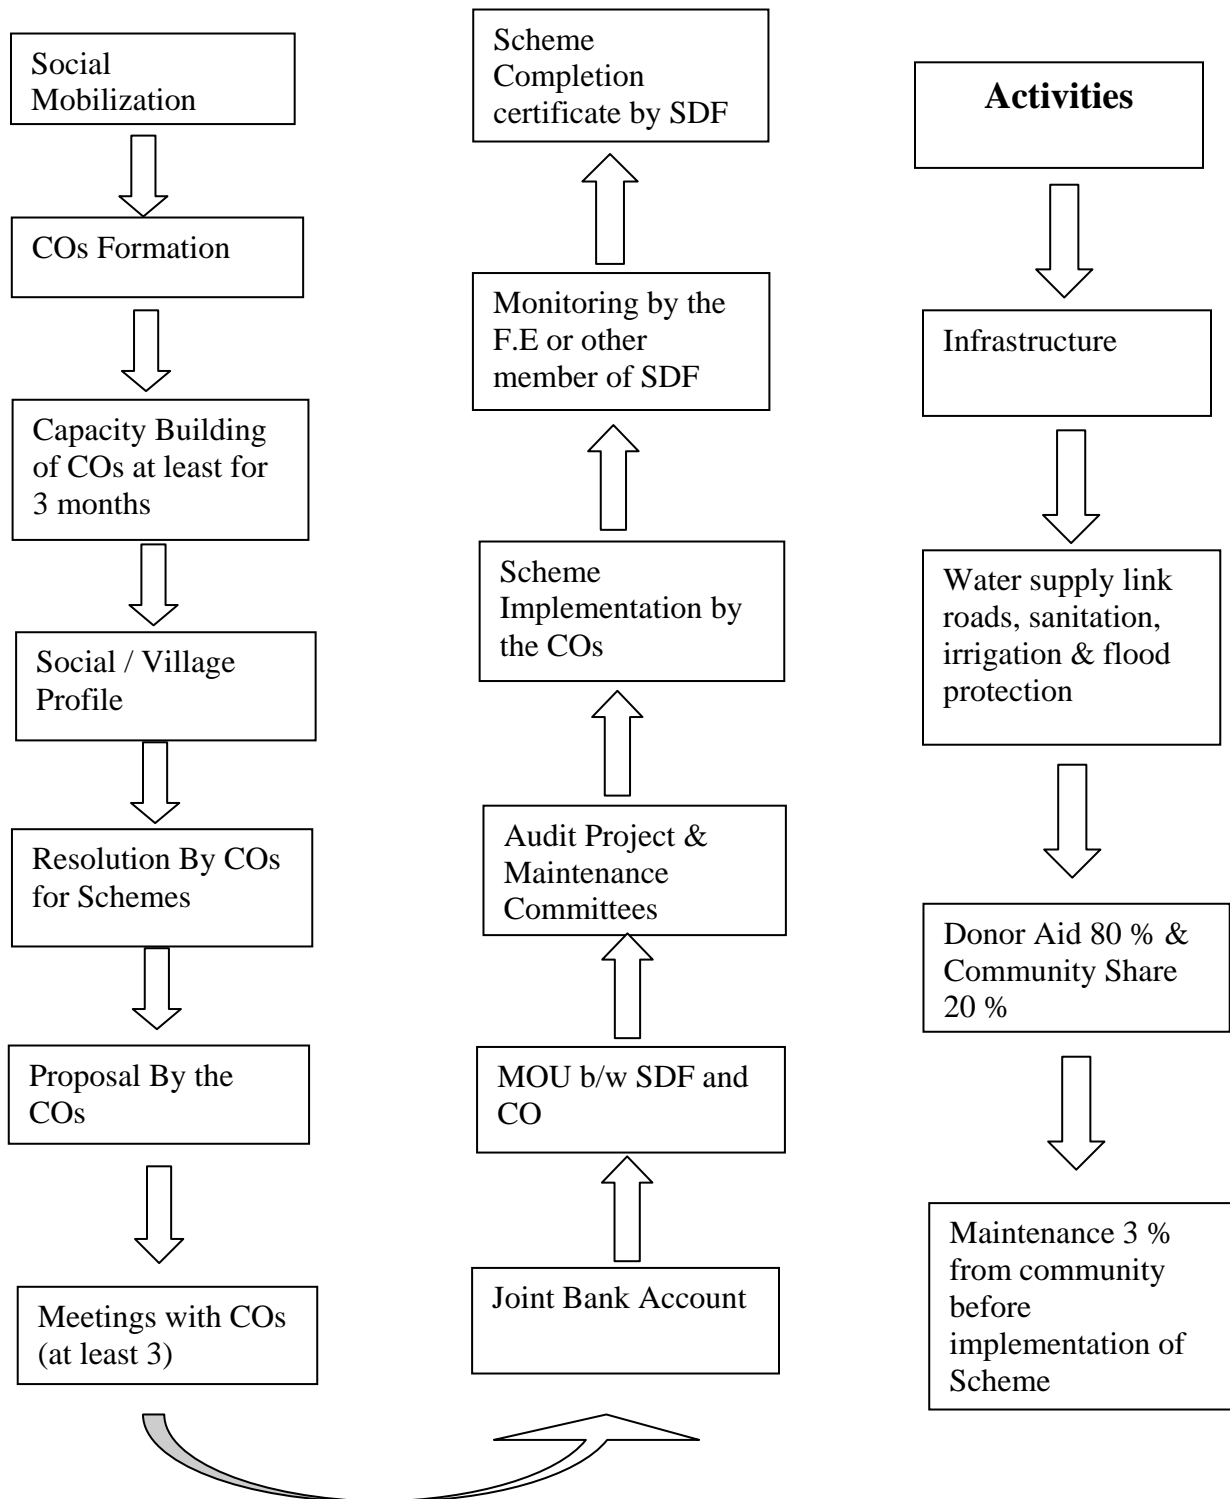 Social
Mobilization
COs Formation
Capacity Building
of COs at least for
3 months
Social / Village
Profile
Resolution By COs
for Schemes
Proposal By the
COs
Meetings with COs
(at least 3)
Joint Bank Account
MOU b/w SDF and
CO
Audit Project &
Maintenance
Committees
Scheme
Implementation by
the COs
Monitoring by the
F.E or other
member of SDF
Scheme
Completion
certificate by SDF
Activities
Infrastructure
Water supply link
roads, sanitation,
irrigation & flood
protection
Donor Aid 80 % &
Community Share
20 %
Maintenance 3 %
from community
before
implementation of
Scheme